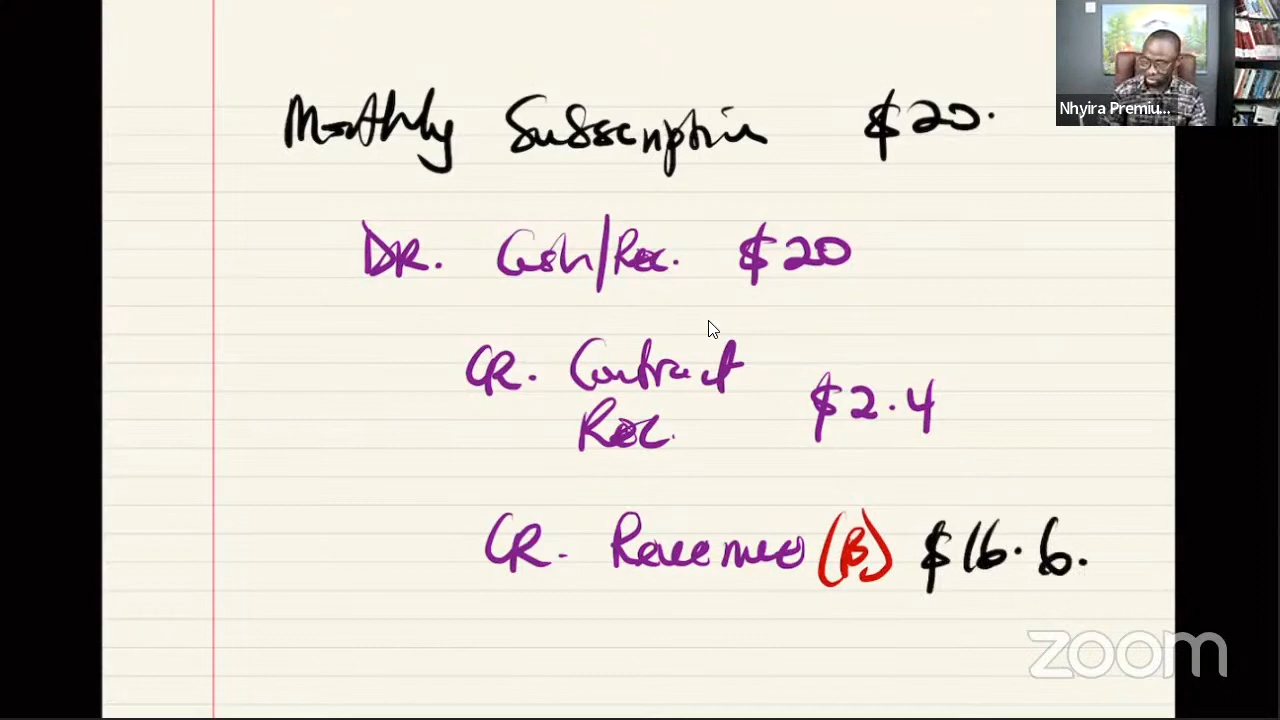 Nhyira Premiu...
Monthly Subscription $20.
DR. Cash/Rec. $20
CR. Contract
Rec. $2.4
CR. Revenue (B) $16.6.
zoom